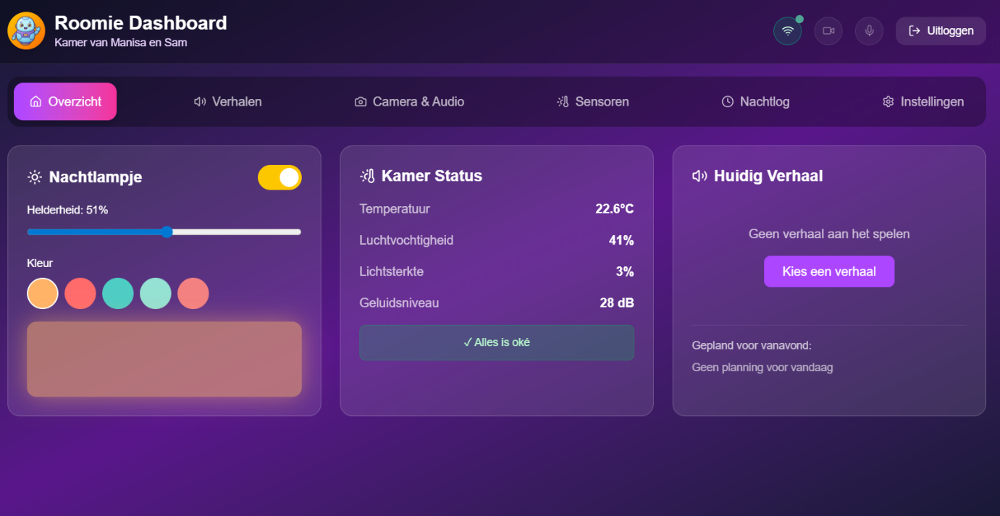 Roomie Dashboard
Kamer van Manisa en Sam
Uitloggen
Overzicht
Verhalen
Camera & Audio
Sensoren
Nachtlog
Instellingen
Nachtlampje
Helderheid: 51%
Kleur
Kamer Status
Temperatuur 22.6°C
Luchtvochtigheid 41%
Lichtsterkte 3%
Geluidsniveau 28 dB
✓ Alles is oké
Huidig Verhaal
Geen verhaal aan het spelen
Kies een verhaal
Gepland voor vanavond:
Geen planning voor vandaag